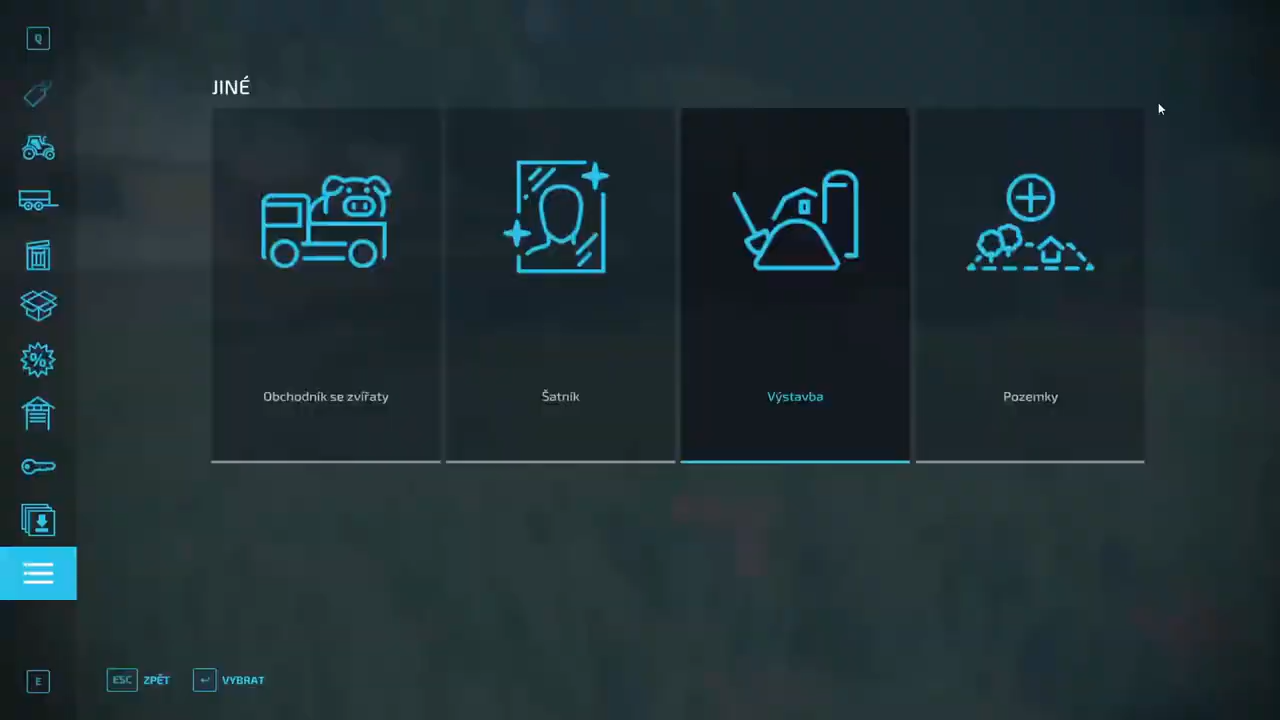 Q
JINÉ
Obchodník se zvířaty
Šatník
Výstavba
Pozemky
%
E
ESC ZPĚT
VYBRAT